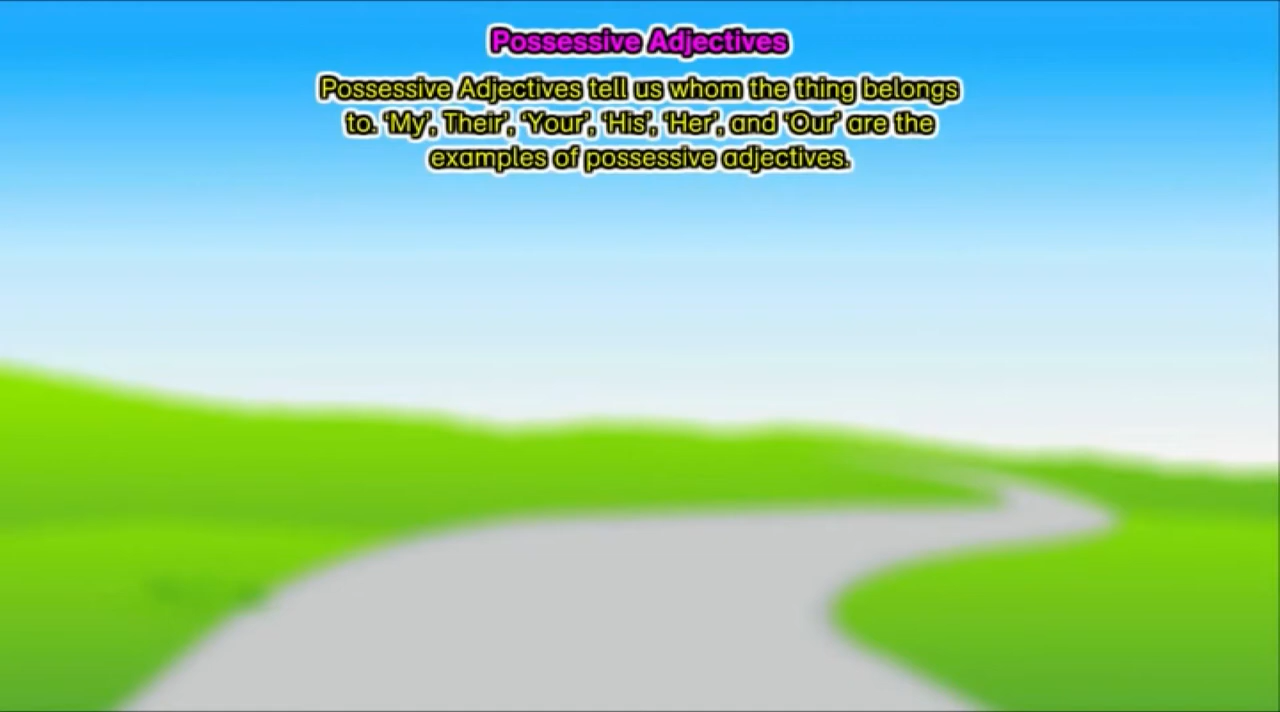 Possessive Adjectives
Possessive Adjectives tell us whom the thing belongs
to. ‘My’, Their’, ‘Your’, ‘His’, ‘Her’, and ‘Our’ are the
examples of possessive adjectives.